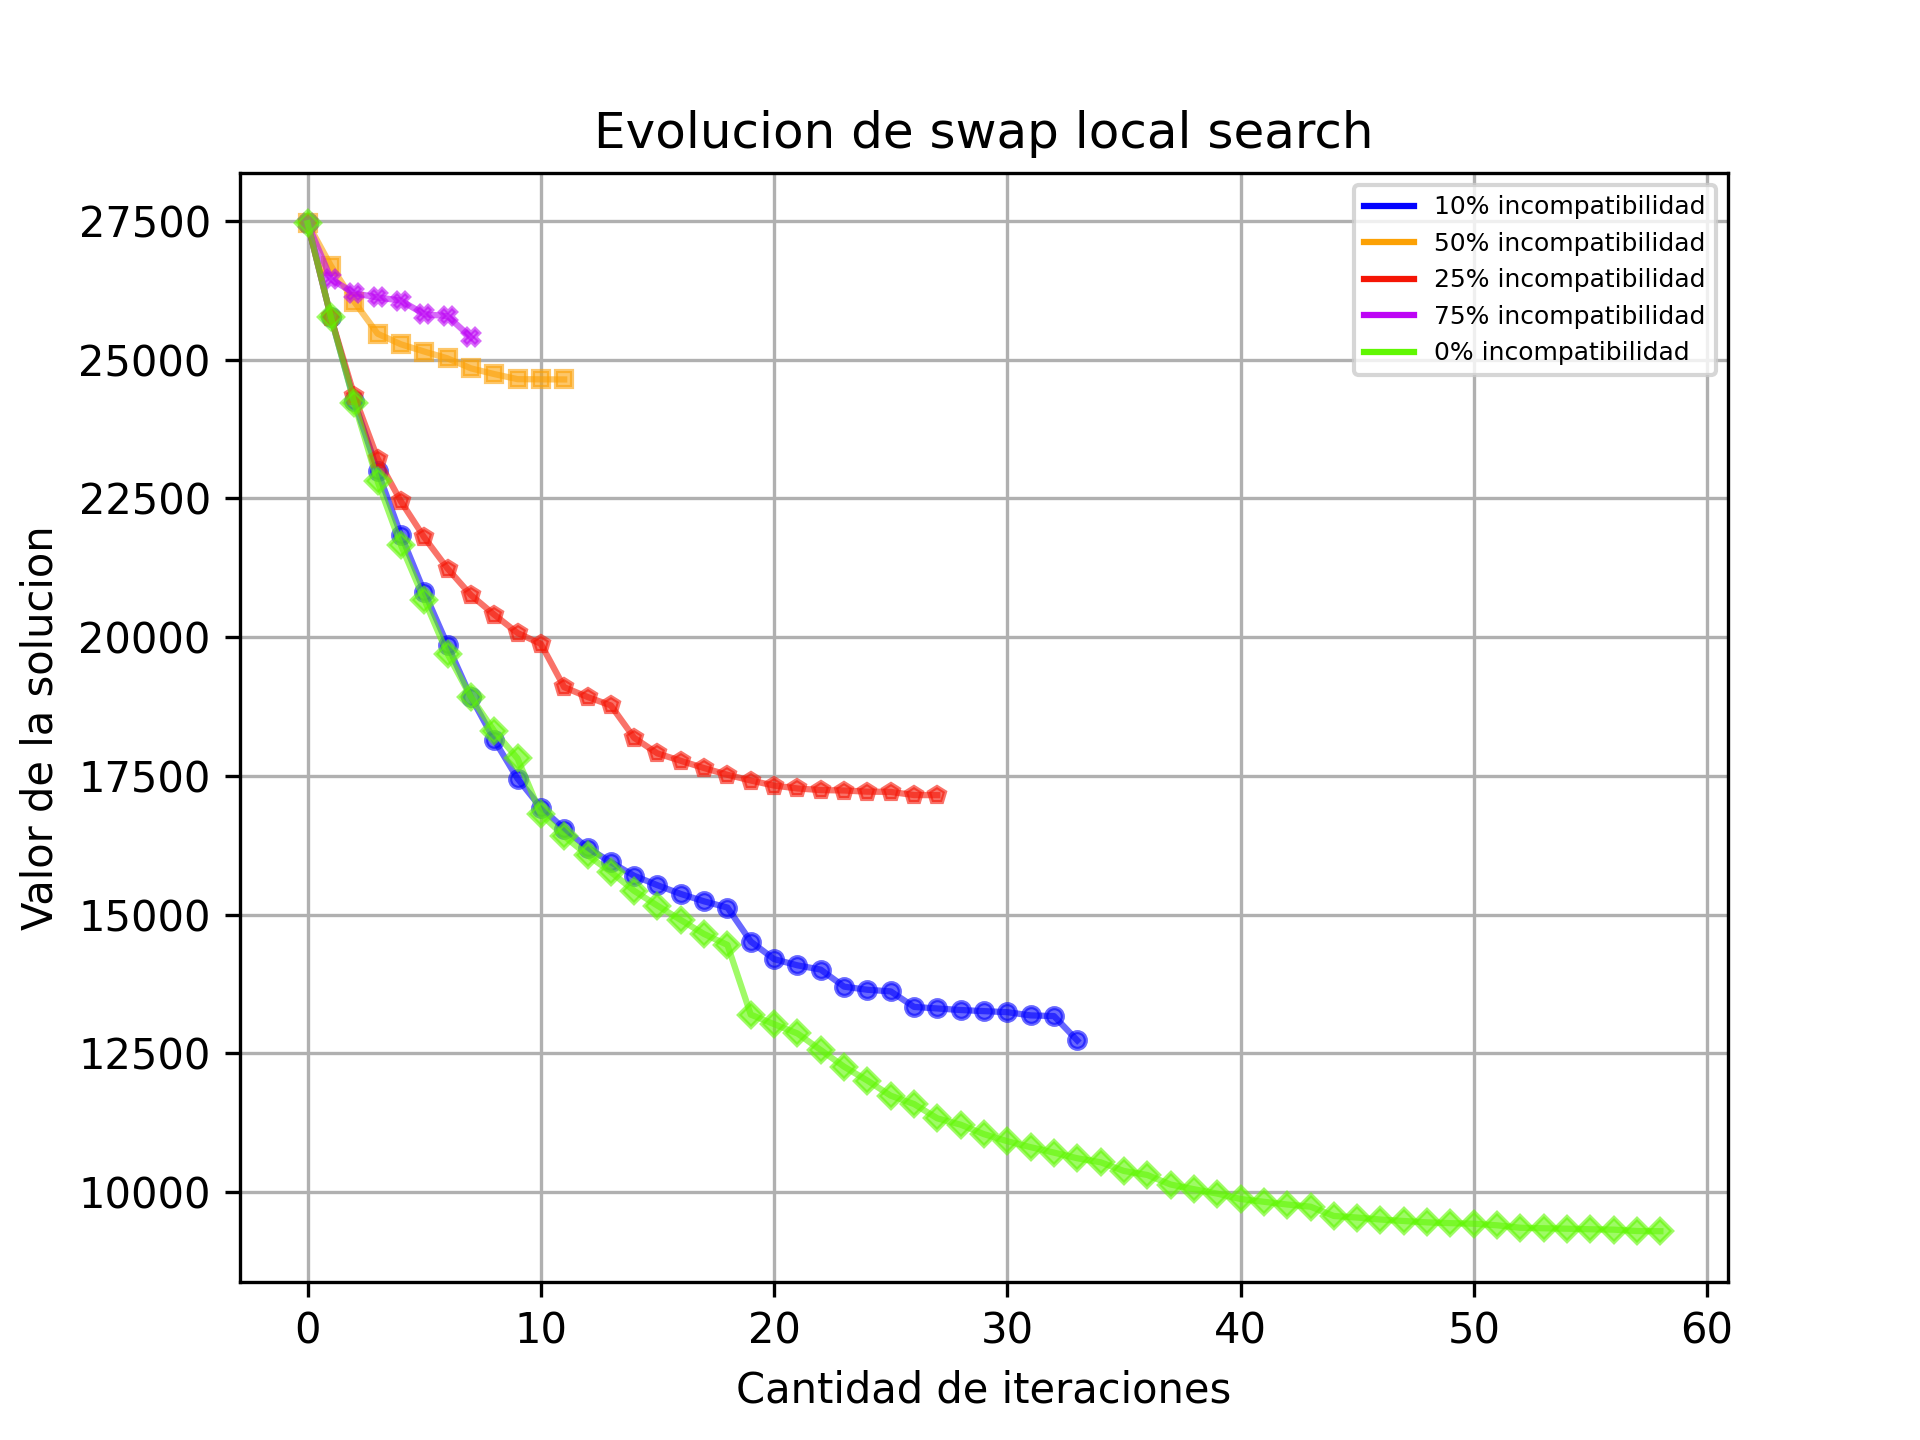 Evolucion de swap local search
10% incompatibilidad
50% incompatibilidad
25% incompatibilidad
75% incompatibilidad
0% incompatibilidad
Valor de la solucion
27500
25000
22500
20000
17500
15000
12500
10000
0 10 20 30 40 50 60
Cantidad de iteraciones